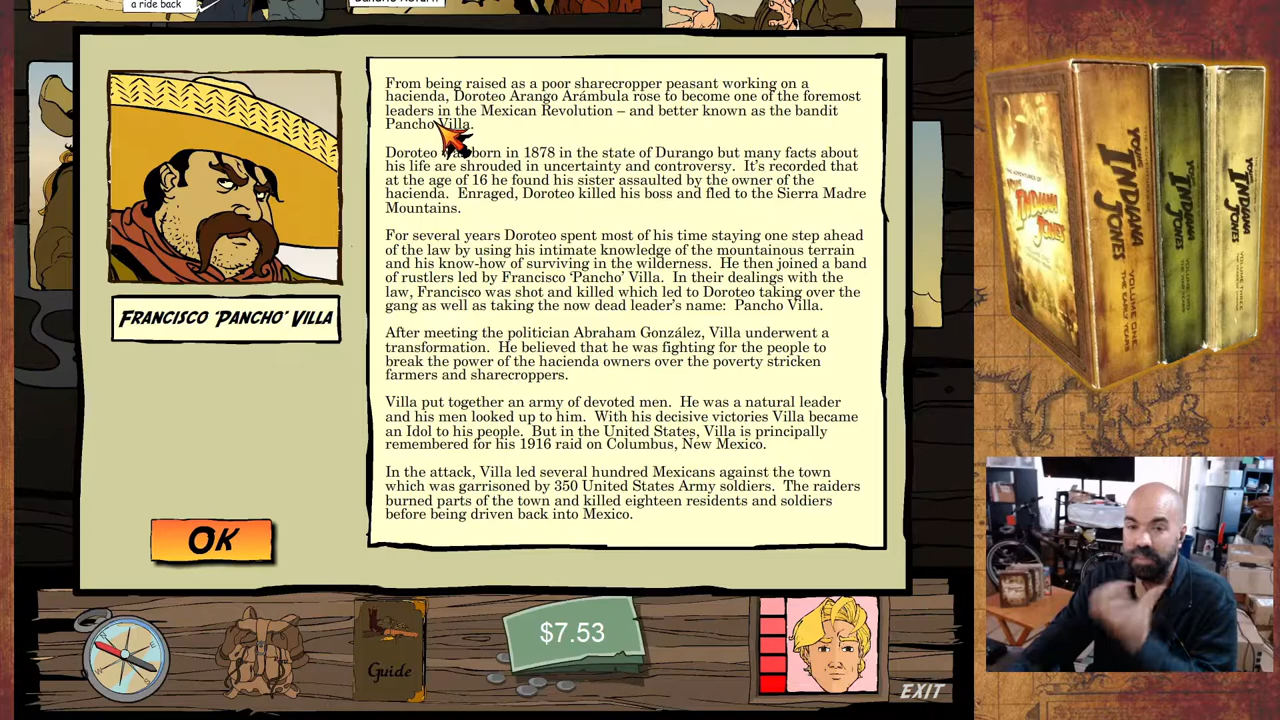 a ride back
From being raised as a poor sharecropper peasant working on a
hacienda, Doroteo Arango Arámbula rose to become one of the foremost
leaders in the Mexican Revolution – and better known as the bandit
Pancho Villa.
Doroteo born in 1878 in the state of Durango but many facts about
his life are shrouded in uncertainty and controversy. It's recorded that
at the age of 16 he found his sister assaulted by the owner of the
hacienda. Enraged, Doroteo killed his boss and fled to the Sierra Madre
Mountains.
For several years Doroteo spent most of his time staying one step ahead
of the law by using his intimate knowledge of the mountainous terrain
and his know-how of surviving in the wilderness. He then joined a band
of rustlers led by Francisco 'Pancho' Villa. In their dealings with the
law, Francisco was shot and killed which led to Doroteo taking over the
gang as well as taking the now dead leader's name: Pancho Villa.
After meeting the politician Abraham González, Villa underwent a
transformation. He believed that he was fighting for the people to
break the power of the hacienda owners over the poverty stricken
farmers and sharecroppers.
Villa put together an army of devoted men. He was a natural leader
and his men looked up to him. With his decisive victories Villa became
an Idol to his people. But in the United States, Villa is principally
remembered for his 1916 raid on Columbus, New Mexico.
In the attack, Villa led several hundred Mexicans against the town
which was garrisoned by 350 United States Army soldiers. The raiders
burned parts of the town and killed eighteen residents and soldiers
before being driven back into Mexico.
FRANCISCO 'PANCHO' VILLA
OK
Guide
$7.53
EXIT
INDIANA
JONES
YOUNG
INDIANA
JONES
VOLUME ONE
THE EARLY YEARS
INDIANA
JONES
INDIANA
JONES